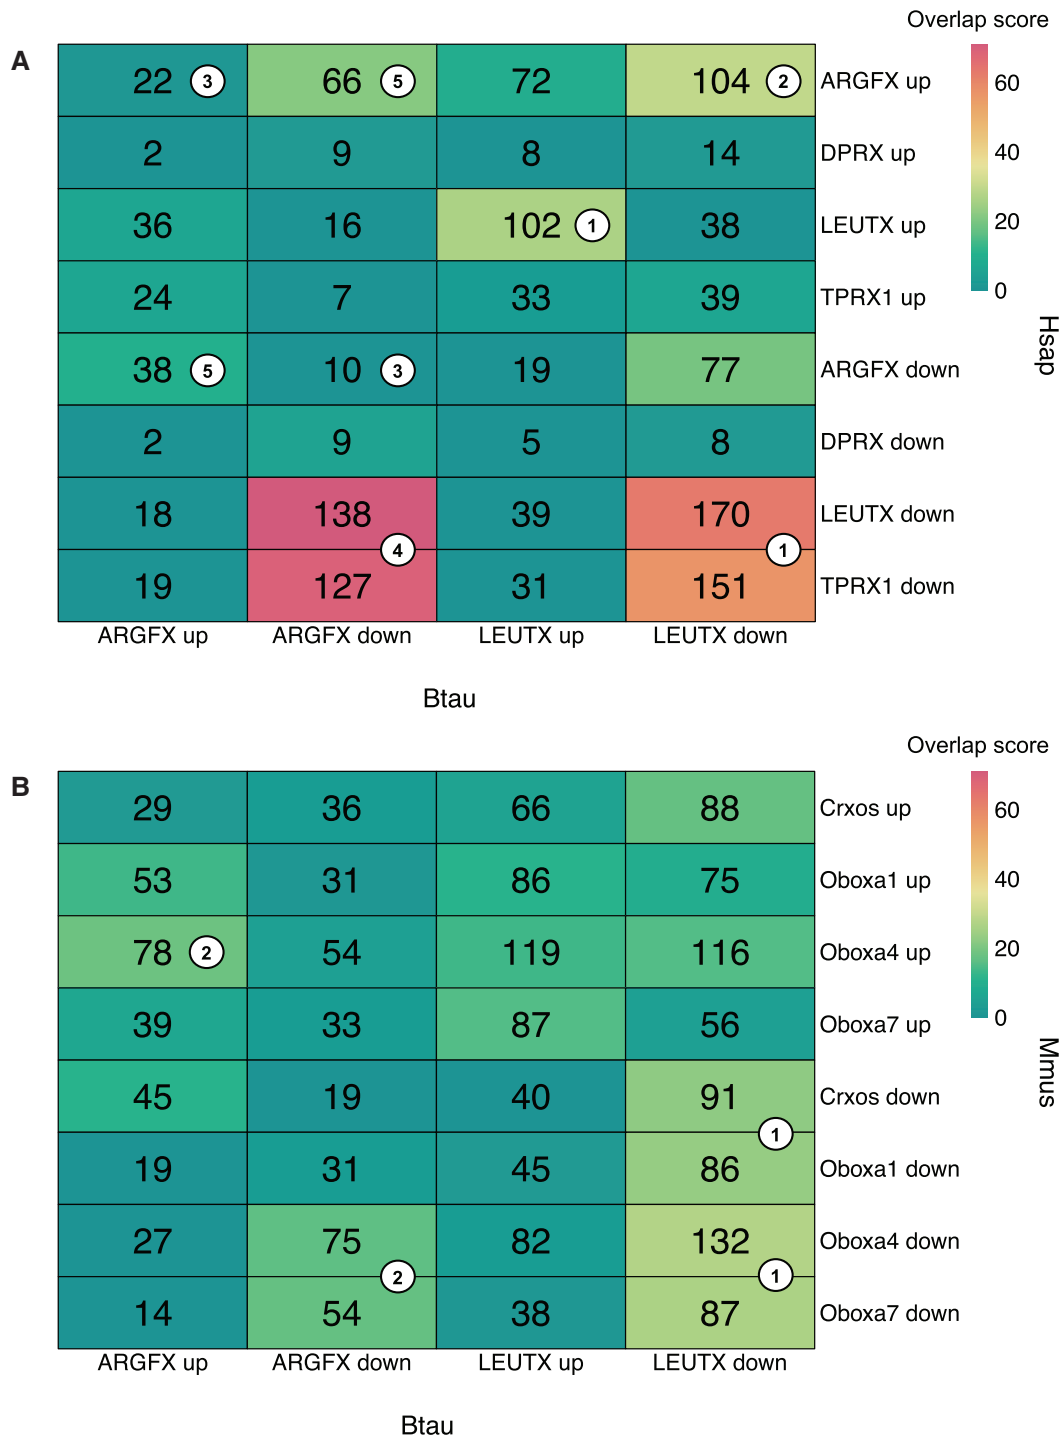 Overlap score
A
22 3 66 5 72 104 2 ARGFX up
2 9 8 14 DPRX up
36 16 102 1 38 LEUTX up
24 7 33 39 TPRX1 up
38 5 10 3 19 77 ARGFX down
2 9 5 8 DPRX down
18 138 39 170 LEUTX down
4 1
19 127 31 151 TPRX1 down
ARGFX up ARGFX down LEUTX up LEUTX down
Btau
60
40
20
0
Hsap
Overlap score
B
29 36 66 88 Crxos up
53 31 86 75 Oboxa1 up
78 2 54 119 116 Oboxa4 up
39 33 87 56 Oboxa7 up
45 19 40 91 Crxos down
1
19 31 45 86 Oboxa1 down
27 75 82 132 Oboxa4 down
2 1
14 54 38 87 Oboxa7 down
ARGFX up ARGFX down LEUTX up LEUTX down
Btau
60
40
20
0
Mmus